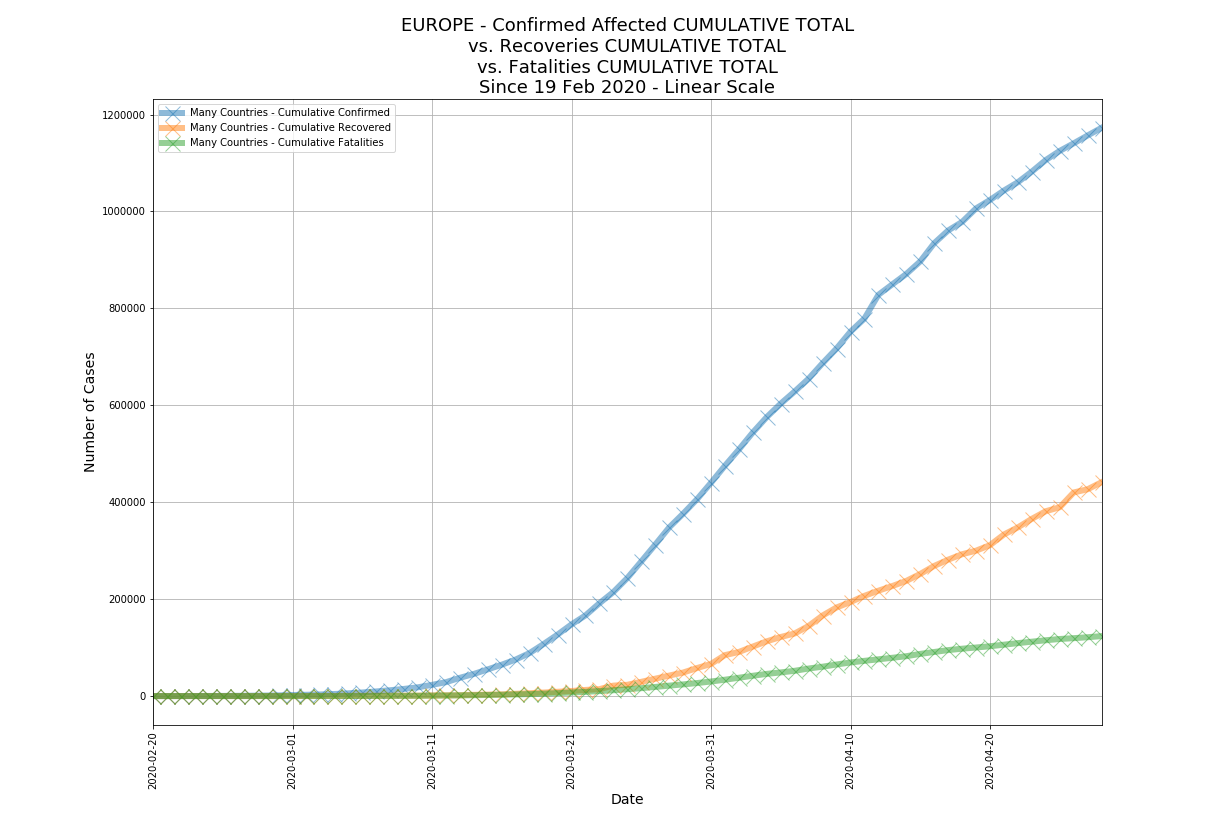 EUROPE - Confirmed Affected CUMULATIVE TOTAL
vs. Recoveries CUMULATIVE TOTAL
vs. Fatalities CUMULATIVE TOTAL
Since 19 Feb 2020 - Linear Scale
Many Countries - Cumulative Confirmed
Many Countries - Cumulative Recovered
Many Countries - Cumulative Fatalities
Number of Cases
1200000
1000000
800000
600000
400000
200000
0
2020-02-20
2020-03-01
2020-03-11
2020-03-21
2020-03-31
2020-04-10
2020-04-20
Date